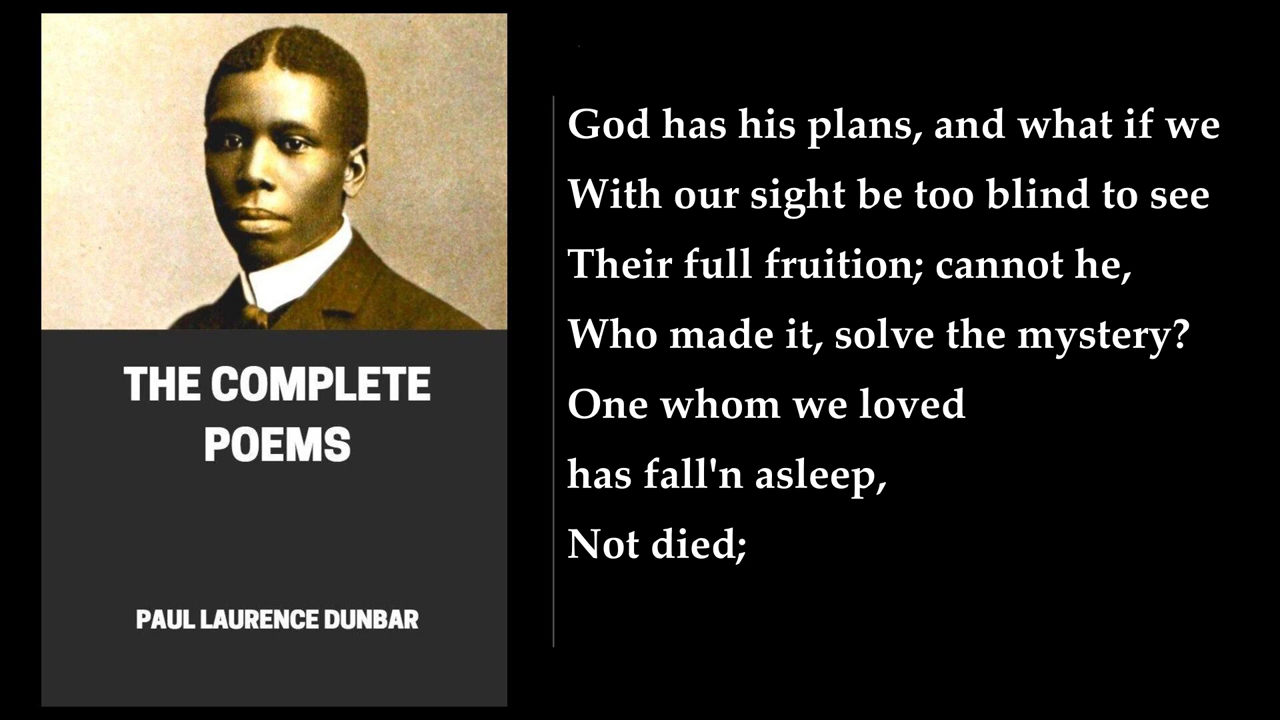 THE COMPLETE
POEMS
PAUL LAURENCE DUNBAR
God has his plans, and what if we
With our sight be too blind to see
Their full fruition; cannot he,
Who made it, solve the mystery?
One whom we loved
has fall'n asleep,
Not died;